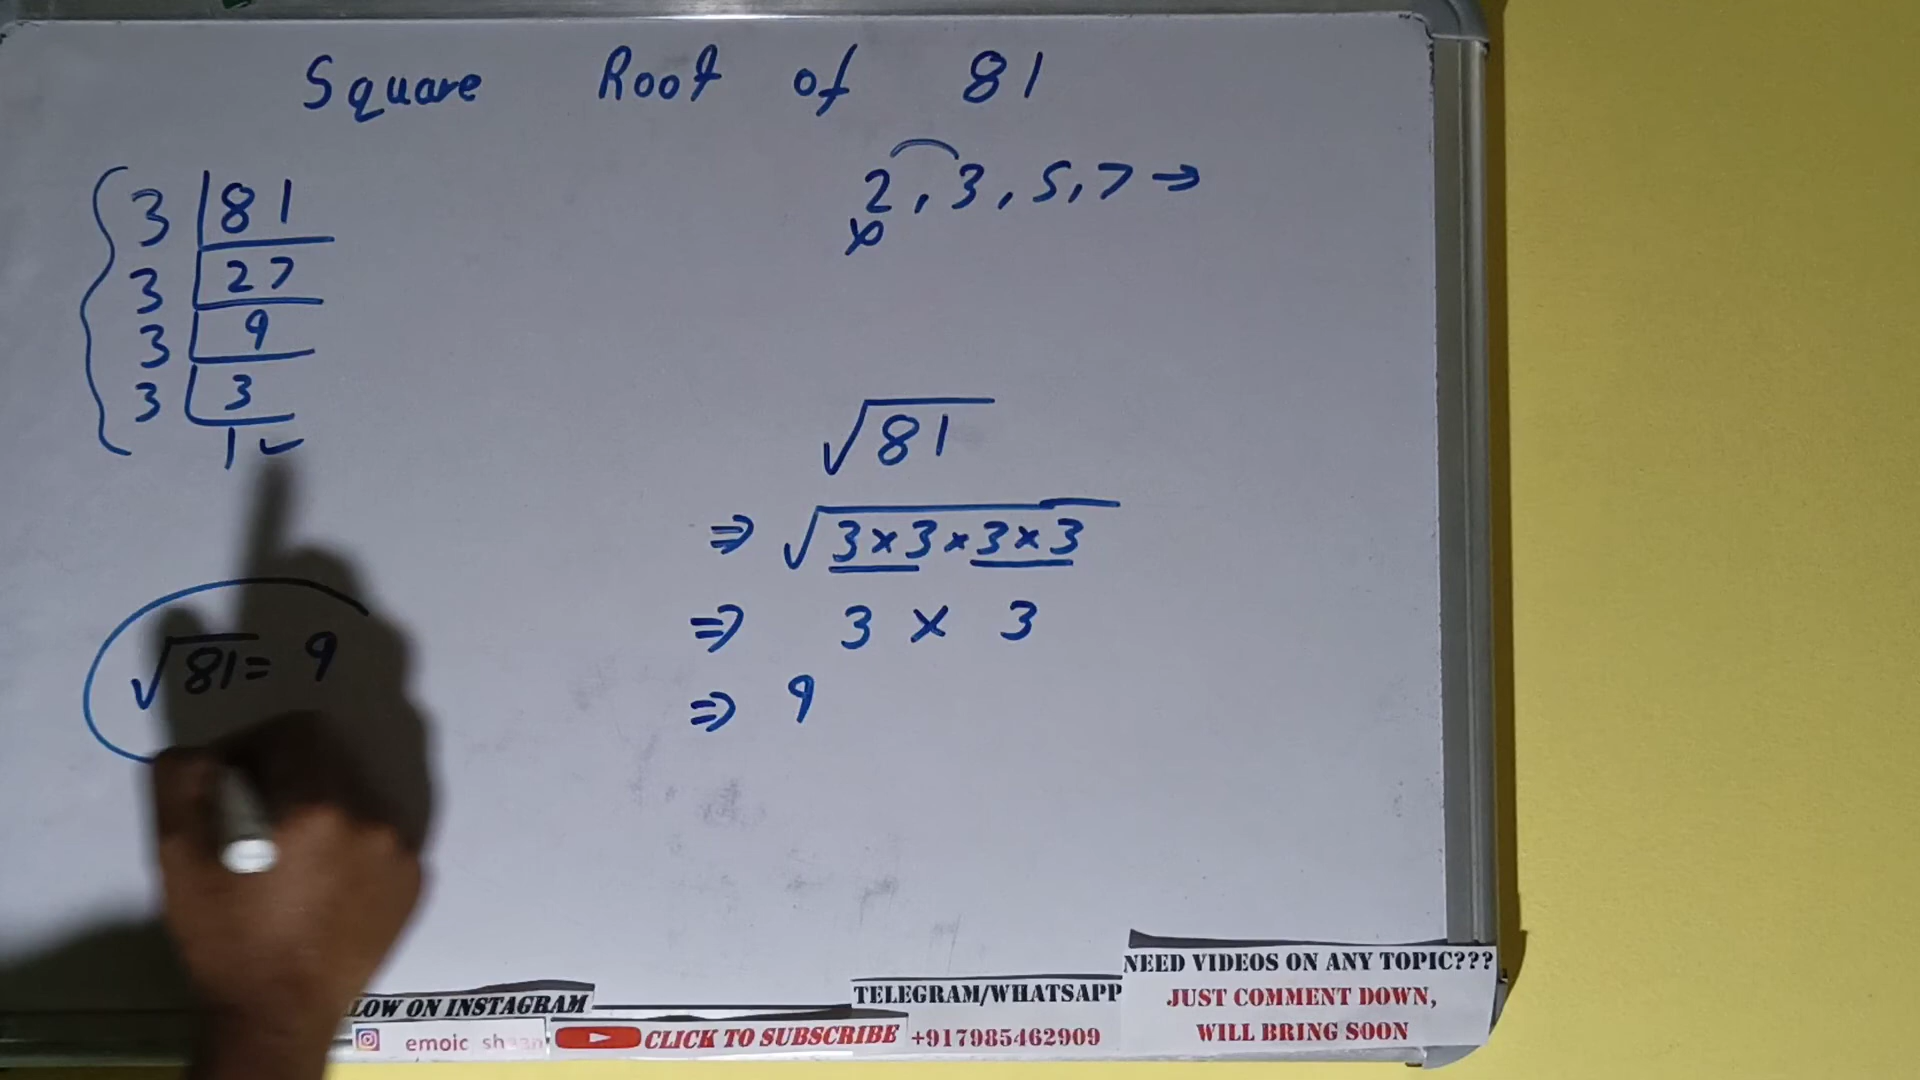 Square Root of 81
2, 3, 5, 7 →
3 | 81
3 | 27
3 | 9
3 | 3
1 ✓
√81
⇒ √3×3×3×3
⇒ 3 × 3
⇒ 9
√81 = 9
LOW ON INSTAGRAM
emoic
CLICK TO SUBSCRIBE
TELEGRAM/WHATSAPP
+917985462909
NEED VIDEOS ON ANY TOPIC???
JUST COMMENT DOWN,
WILL BRING SOON